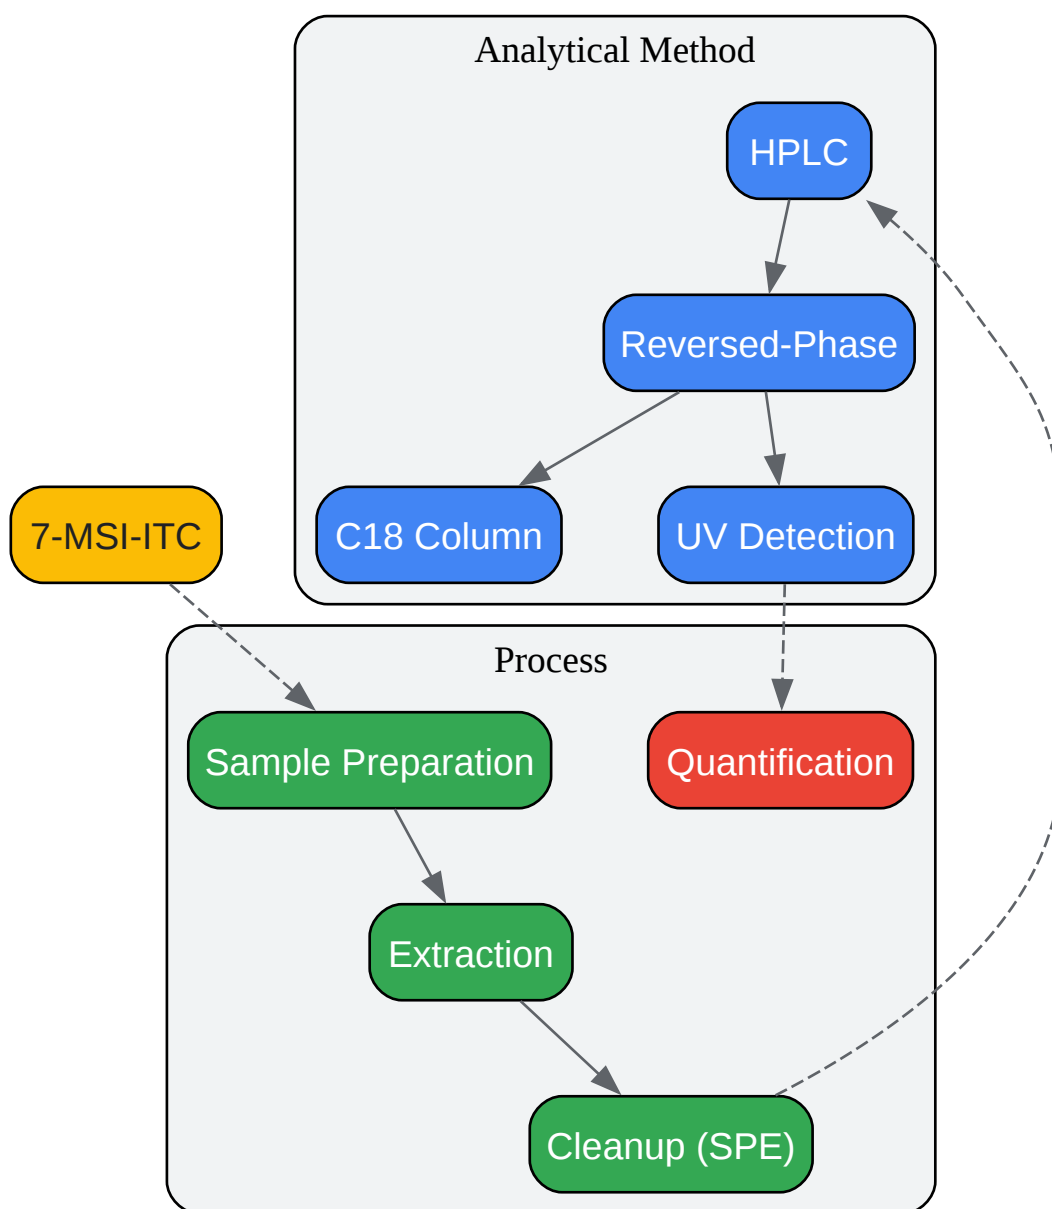 Analytical Method
HPLC
Reversed-Phase
C18 Column
UV Detection
7-MSI-ITC
Process
Sample Preparation
Quantification
Extraction
Cleanup (SPE)